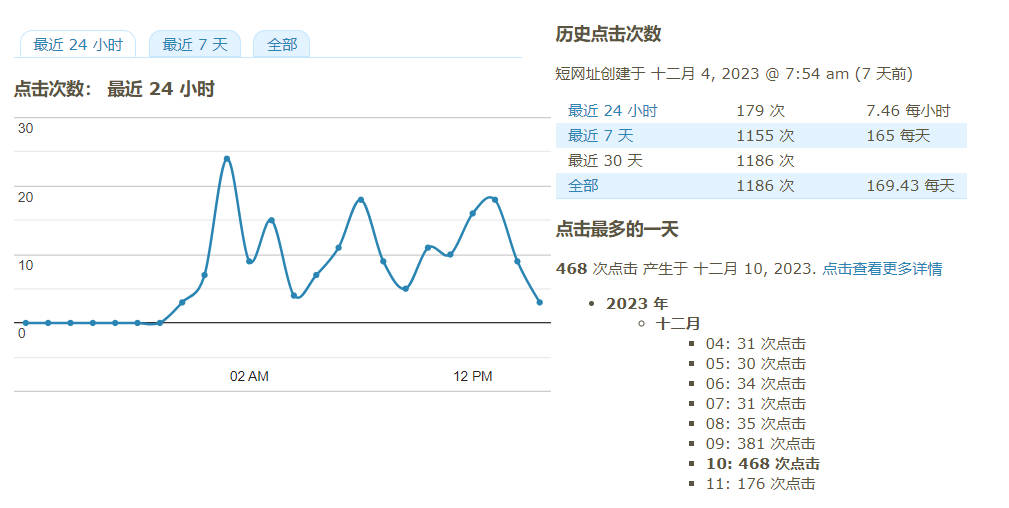 最近 24 小时
最近 7 天
全部
点击次数： 最近 24 小时
30
20
10
0
02 AM
12 PM
历史点击次数
短网址创建于 十二月 4, 2023 @ 7:54 am (7 天前)
最近 24 小时 179 次 7.46 每小时
最近 7 天 1155 次 165 每天
最近 30 天 1186 次
全部 1186 次 169.43 每天
点击最多的一天
468 次点击 产生于 十二月 10, 2023. 点击查看更多详情
2023 年
十二月
04: 31 次点击
05: 30 次点击
06: 34 次点击
07: 31 次点击
08: 35 次点击
09: 381 次点击
10: 468 次点击
11: 176 次点击